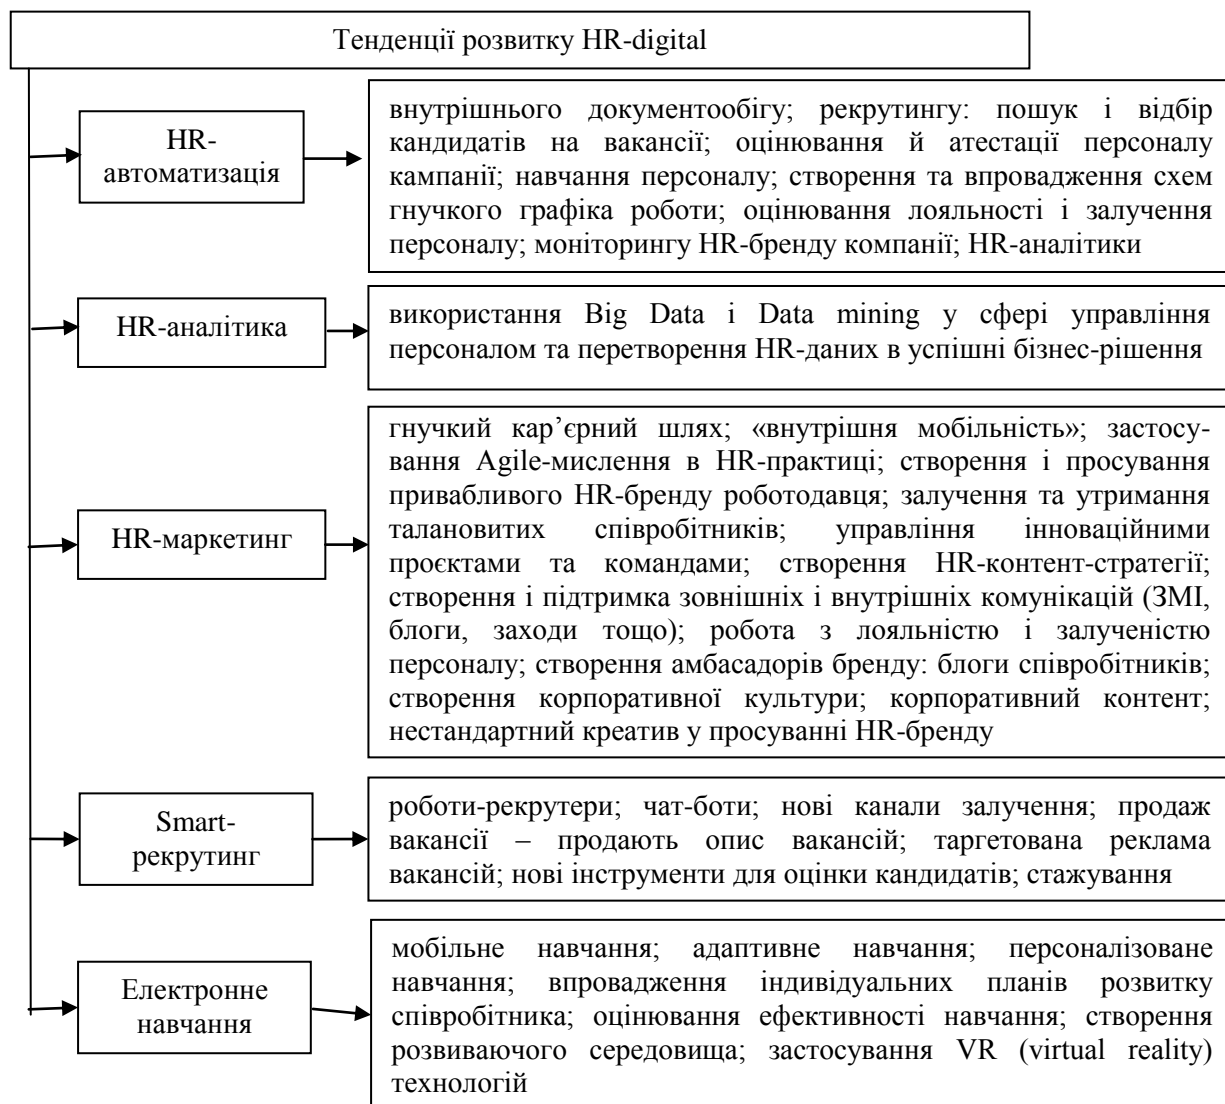 Тенденції розвитку HR-digital
HR-
автоматизація
внутрішнього документообігу; рекрутингу: пошук і відбір
кандидатів на вакансії; оцінювання й атестації персоналу
кампанії; навчання персоналу; створення та впровадження схем
гнучкого графіка роботи; оцінювання лояльності і залучення
персоналу; моніторингу HR-бренду компанії; HR-аналітики
HR-аналітика
використання Big Data і Data mining у сфері управління
персоналом та перетворення HR-даних в успішні бізнес-рішення
HR-маркетинг
гнучкий кар’єрний шлях; «внутрішня мобільність»; застосу-
вання Agile-мислення в HR-практиці; створення і просування
привабливого HR-бренду роботодавця; залучення та утримання
талановитих співробітників; управління інноваційними
проєктами та командами; створення HR-контент-стратегії;
створення і підтримка зовнішніх і внутрішніх комунікацій (ЗМІ,
блоги, заходи тощо); робота з лояльністю і залученістю
персоналу; створення амбасадорів бренду: блоги співробітників;
створення корпоративної культури; корпоративний контент;
нестандартний креатив у просуванні HR-бренду
Smart-
рекрутинг
роботи-рекрутери; чат-боти; нові канали залучення; продаж
вакансії – продають опис вакансій; таргетована реклама
вакансій; нові інструменти для оцінки кандидатів; стажування
Електронне
навчання
мобільне навчання; адаптивне навчання; персоналізоване
навчання; впровадження індивідуальних планів розвитку
співробітника; оцінювання ефективності навчання; створення
розвиваючого середовища; застосування VR (virtual reality)
технологій